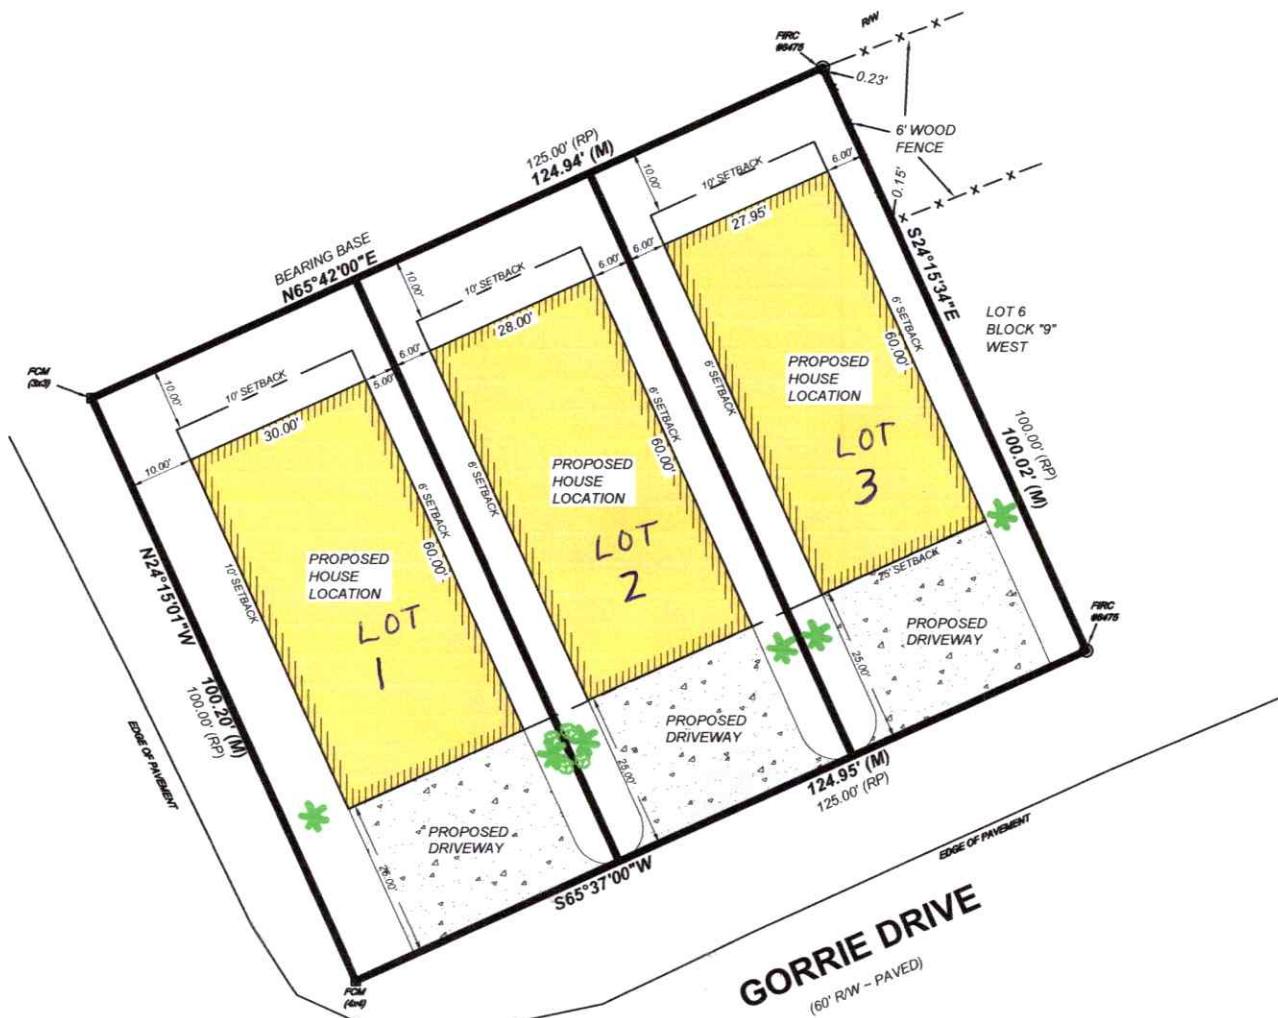 R/W
FIRC
#6475
0.23'
6' WOOD
FENCE
0.15'
125.00' (RP)
124.94' (M)
BEARING BASE
N65°42'00"E
10.00'
10' SETBACK
6.00'
27.95'
6.00'
6.00'
S24°15'34"E
LOT 6
BLOCK "9"
WEST
100.00' (RP)
100.02' (M)
6' SETBACK
60.00'
6' SETBACK
PROPOSED
HOUSE
LOCATION
LOT
3
25' SETBACK
PROPOSED
DRIVEWAY
25.00'
FIRC
#6475
10.00'
10' SETBACK
28.00'
6.00'
5.00'
6' SETBACK
60.00'
6' SETBACK
PROPOSED
HOUSE
LOCATION
LOT
2
PROPOSED
DRIVEWAY
25.00'
FCM
(3x3)
10.00'
10' SETBACK
30.00'
10.00'
10' SETBACK
6' SETBACK
60.00'
PROPOSED
HOUSE
LOCATION
LOT
1
PROPOSED
DRIVEWAY
N24°15'01"W
100.20' (M)
100.00' (RP)
EDGE OF PAVEMENT
FCM
(4x4)
S65°37'00"W
124.95' (M)
125.00' (RP)
EDGE OF PAVEMENT
GORRIE DRIVE
(60' R/W ~ PAVED)